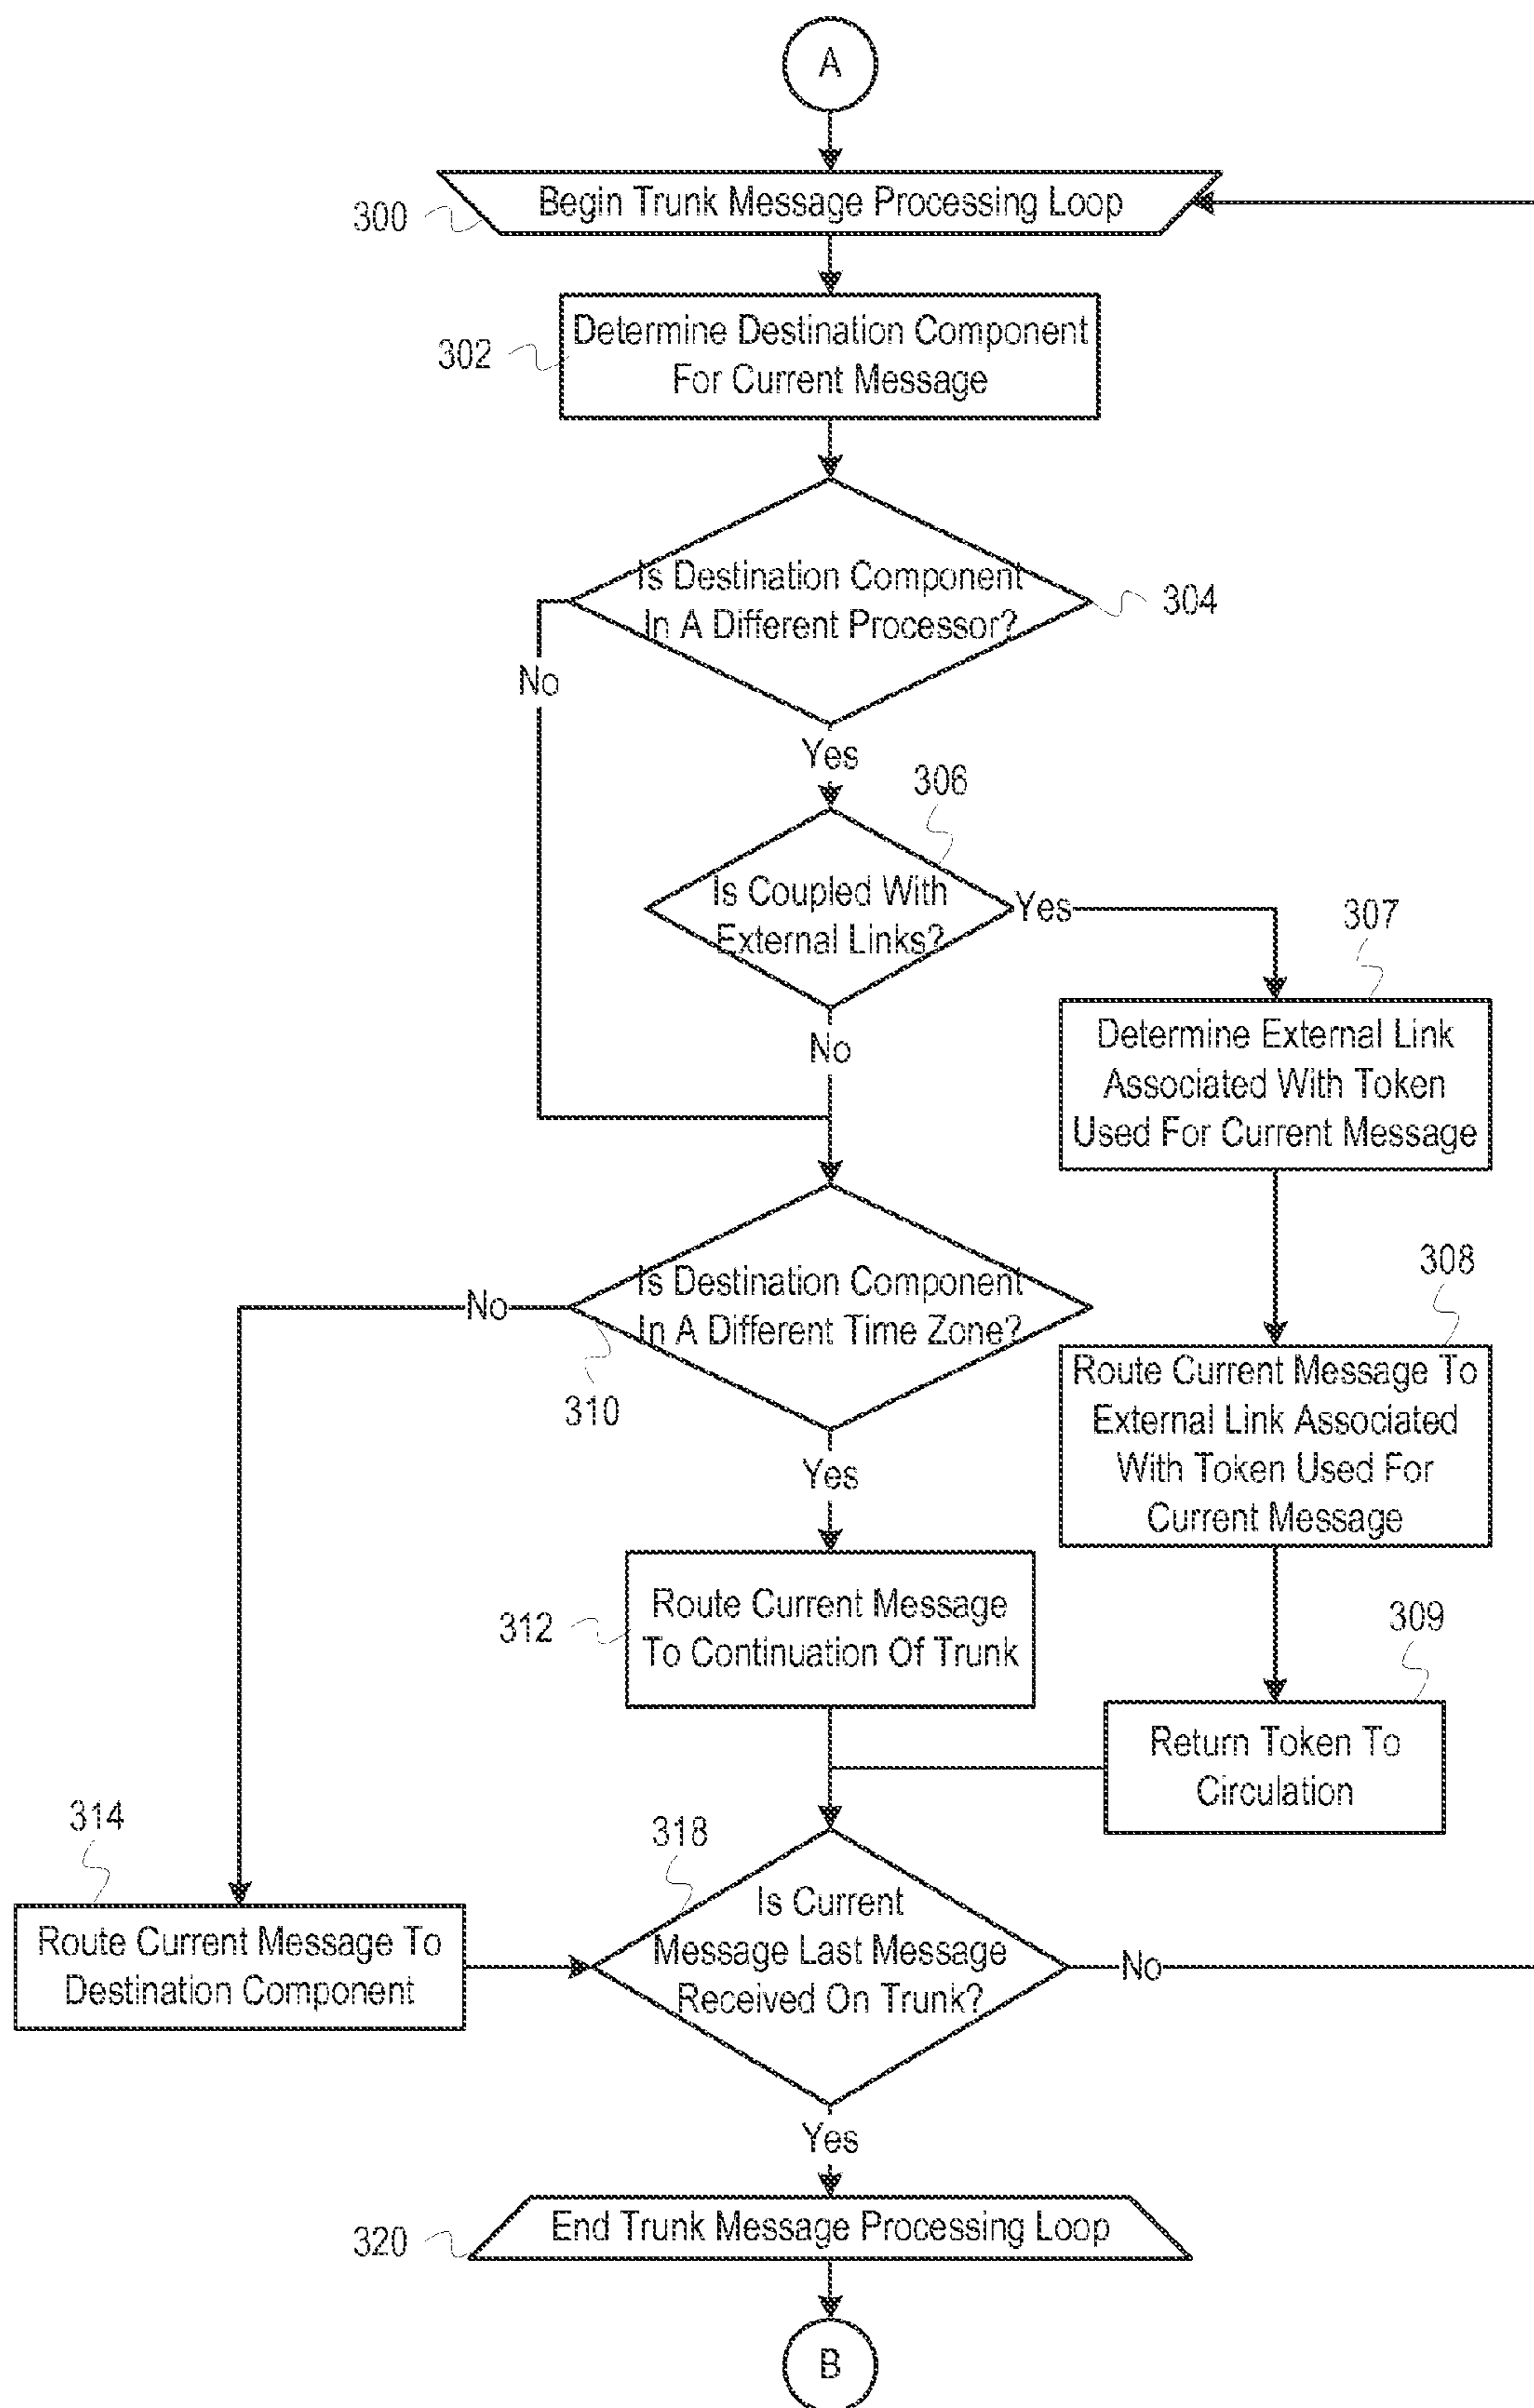 A
Begin Trunk Message Processing Loop
300
Determine Destination Component
For Current Message
302
Is Destination Component
In A Different Processor?
304
No
Yes
306
Is Coupled With
External Links?
Yes
307
No
Determine External Link
Associated With Token
Used For Current Message
308
Is Destination Component
In A Different Time Zone?
No
310
Route Current Message To
External Link Associated
With Token Used For
Current Message
Yes
309
Route Current Message
To Continuation Of Trunk
312
Return Token To
Circulation
314
318
Route Current Message To
Destination Component
Is Current
Message Last Message
Received On Trunk?
No
Yes
End Trunk Message Processing Loop
320
B